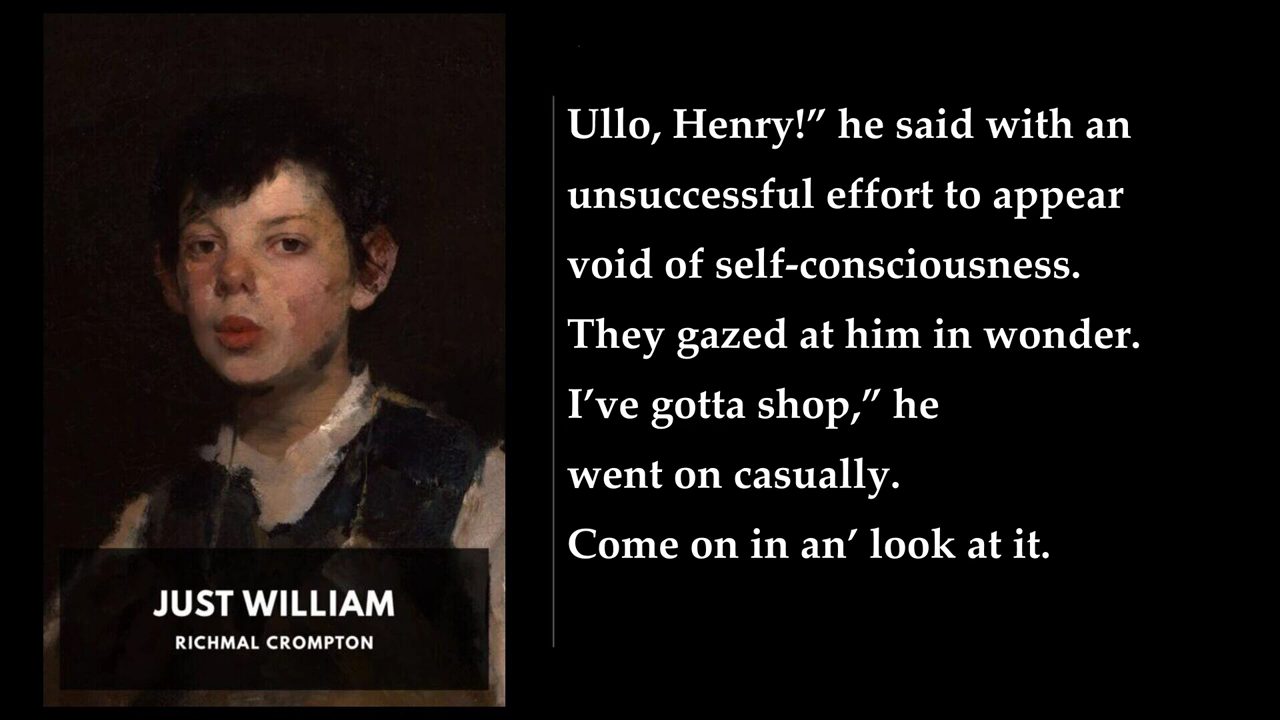 JUST WILLIAM
RICHMAL CROMPTON
Ullo, Henry!” he said with an
unsuccessful effort to appear
void of self-consciousness.
They gazed at him in wonder.
I’ve gotta shop,” he
went on casually.
Come on in an’ look at it.